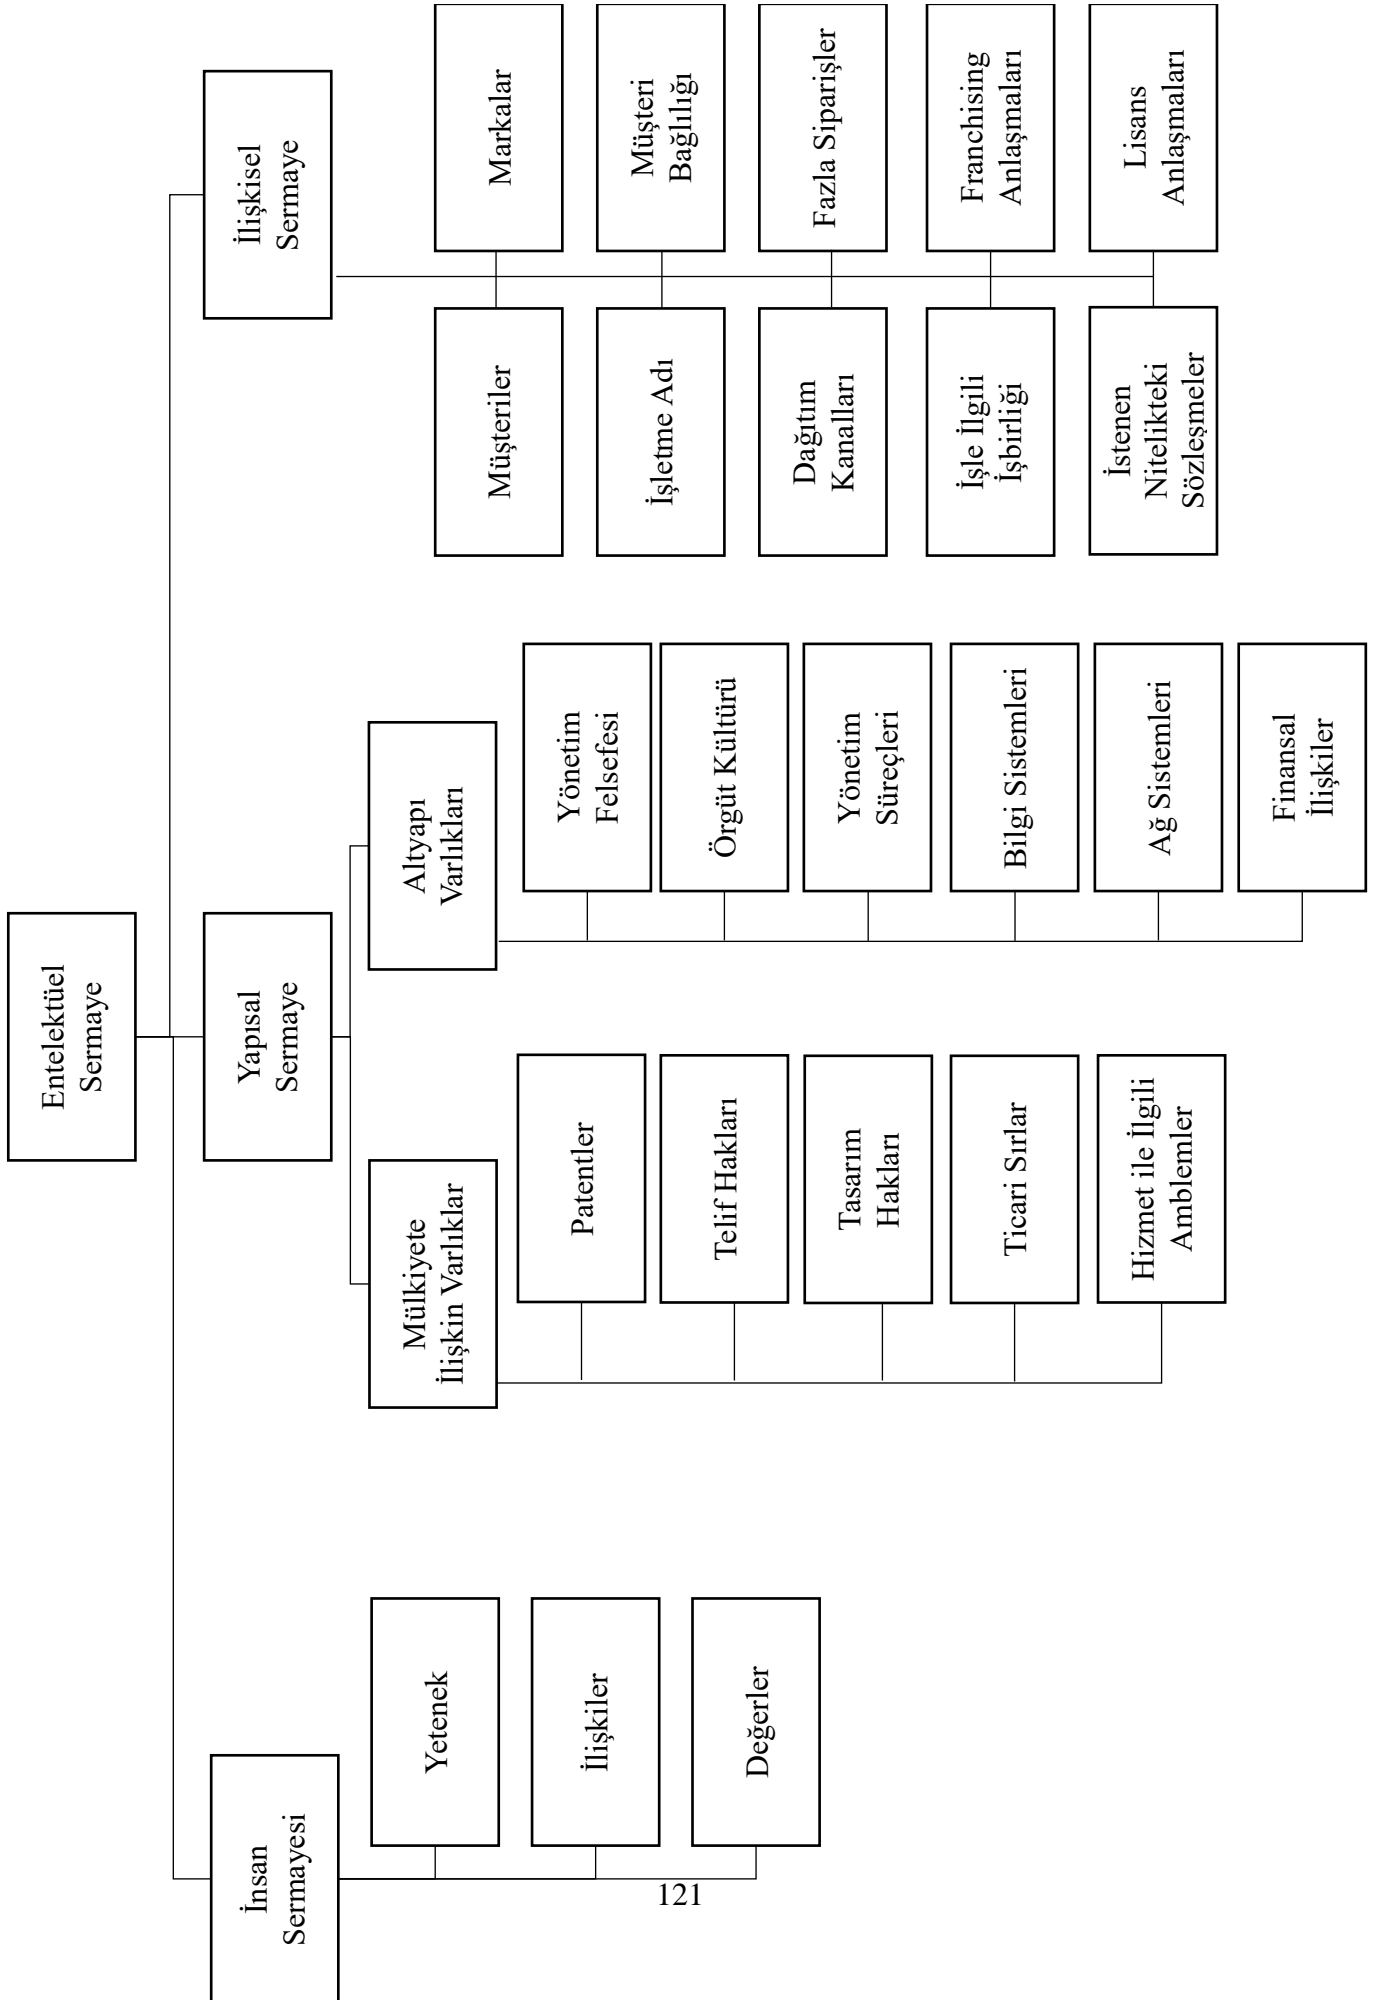 Entelektüel
Sermaye
İnsan
Sermayesi
Yapısal
Sermaye
İlişkisel
Sermaye
Yetenek
İlişkiler
Değerler
Mülkiyete
İlişkin Varlıklar
Altyapı
Varlıkları
Patentler
Telif Hakları
Tasarım
Hakları
Ticari Sırlar
Hizmet ile İlgili
Amblemler
Yönetim
Felsefesi
Örgüt Kültürü
Yönetim
Süreçleri
Bilgi Sistemleri
Ağ Sistemleri
Finansal
İlişkiler
Müşteriler
Markalar
İşletme Adı
Müşteri
Bağlılığı
Dağıtım
Kanalları
Fazla Siparişler
İşle İlgili
İşbirliği
Franchising
Anlaşmaları
İstenen
Nitelikteki
Sözleşmeler
Lisans
Anlaşmaları
121